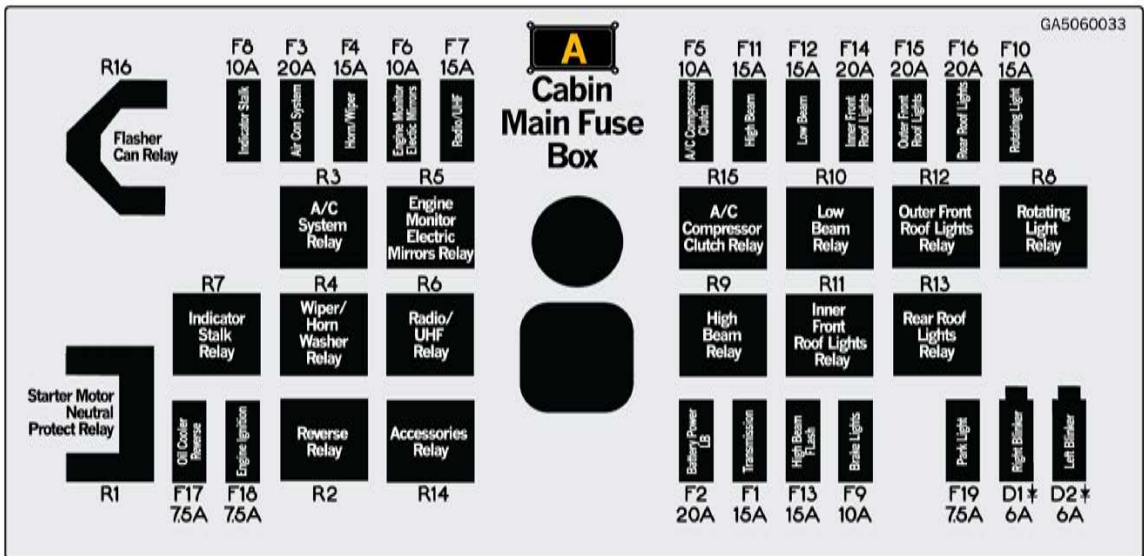 GA5060033
A
Cabin
Main Fuse
Box
R16
Flasher
Can Relay
F8
10A
Indicator Stalk
F3
20A
Air Con System
F4
15A
Horn/Wiper
F6
10A
Engine Monitor
Electic Mirrors
F7
15A
Radio/UHF
F5
10A
A/C Compressor
Clutch
F11
15A
High Beam
F12
15A
Low Beam
F14
20A
Inner Front
Roof Lights
F15
20A
Outer Front
Roof Lights
F16
20A
Rear Roof Lights
F10
15A
Rotating Light
R3
A/C
System
Relay
R5
Engine
Monitor
Electric
Mirrors Relay
R15
A/C
Compressor
Clutch Relay
R10
Low
Beam
Relay
R12
Outer Front
Roof Lights
Relay
R8
Rotating
Light
Relay
R7
Indicator
Stalk
Relay
R4
Wiper/
Horn
Washer
Relay
R6
Radio/
UHF
Relay
R9
High
Beam
Relay
R11
Inner
Front
Roof Lights
Relay
R13
Rear Roof
Lights
Relay
Starter Motor
Neutral
Protect Relay
R1
Oil Cooler
Reverse
F17
7.5A
Engine Ignition
F18
7.5A
Reverse
Relay
R2
Accessories
Relay
R14
Battery Power
LB
F2
20A
Transmission
F1
15A
High Beam
FLash
F13
15A
Brake Lights
F9
10A
Park Light
F19
7.5A
Right Blinker
D1
6A
Left Blinker
D2
6A